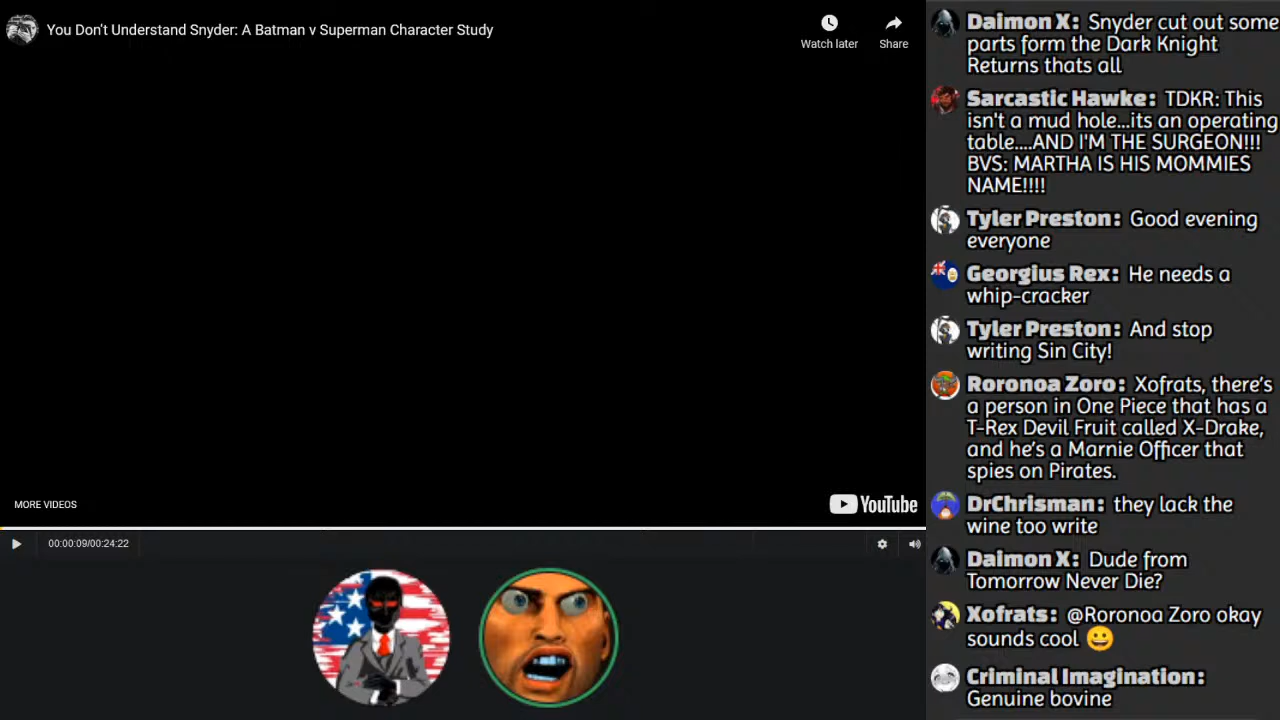 You Don't Understand Snyder: A Batman v Superman Character Study
Watch later
Share
MORE VIDEOS
YouTube
00:00:09/00:24:22
Daimon X: Snyder cut out some
parts form the Dark Knight
Returns thats all
Sarcastic Hawke: TDKR: This
isn't a mud hole...its an operating
table....AND I'M THE SURGEON!!!
BVS: MARTHA IS HIS MOMMIES
NAME!!!!
Tyler Preston: Good evening
everyone
Georgius Rex: He needs a
whip-cracker
Tyler Preston: And stop
writing Sin City!
Roronoa Zoro: Xofrats, there's
a person in One Piece that has a
T-Rex Devil Fruit called X-Drake,
and he's a Marnie Officer that
spies on Pirates.
DrChrisman: they lack the
wine too write
Daimon X: Dude from
Tomorrow Never Die?
Xofrats: @Roronoa Zoro okay
sounds cool 😀
Criminal Imagination:
Genuine bovine